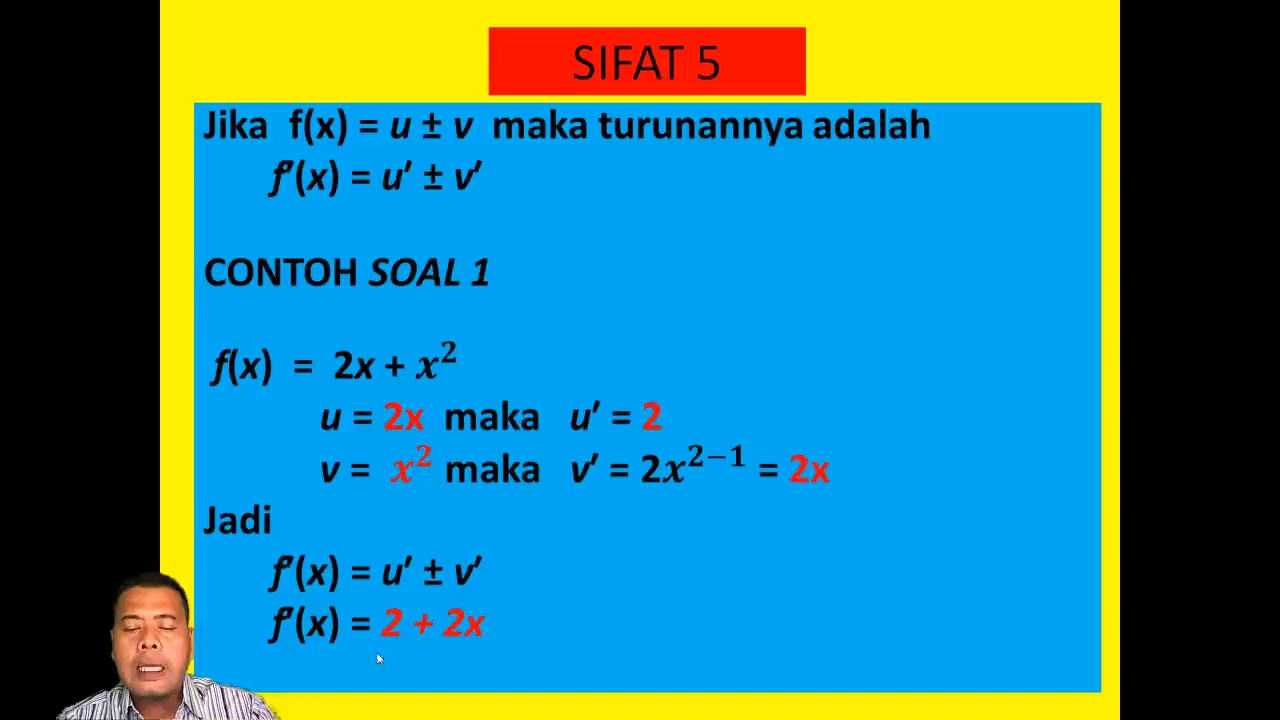 SIFAT 5
Jika f(x) = u ± v maka turunannya adalah
f′(x) = u′ ± v′
CONTOH SOAL 1
f(x) = 2x + x²
u = 2x maka u′ = 2
v = x² maka v′ = 2x²⁻¹ = 2x
Jadi
f′(x) = u′ ± v′
f′(x) = 2 + 2x